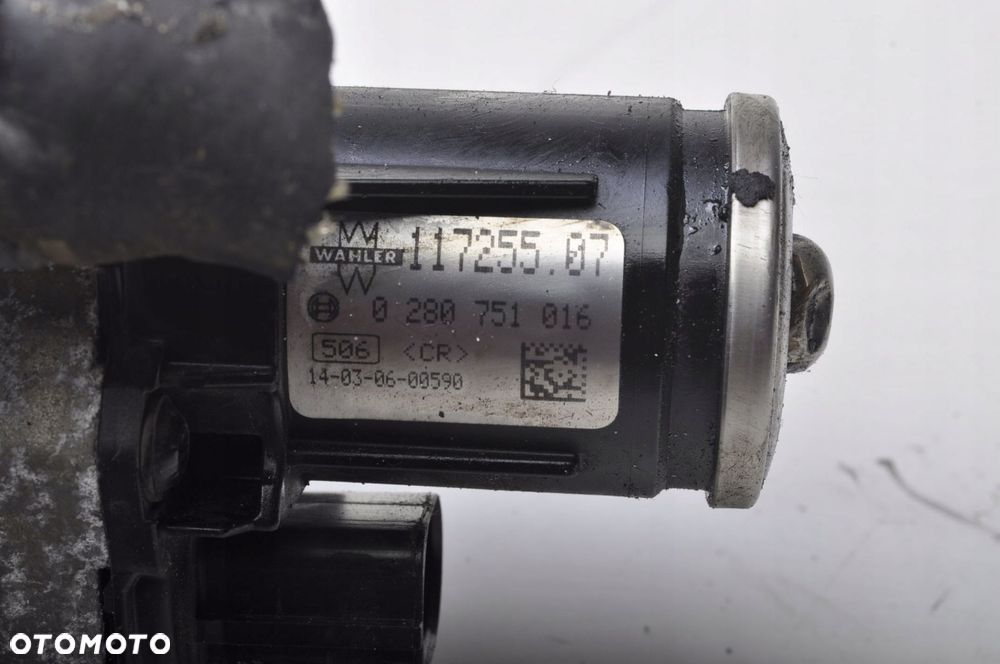 WAHLER 117255.07
0 280 751 016
506 <CR>
14-03-06-00590
OTOMOTO